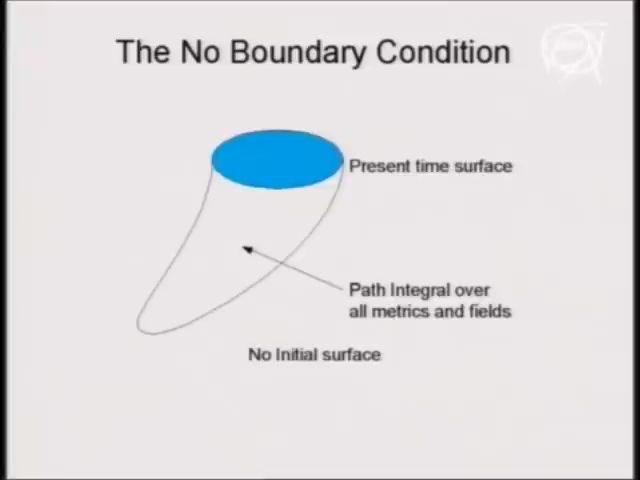 The No Boundary Condition
Present time surface
Path Integral over
all metrics and fields
No Initial surface